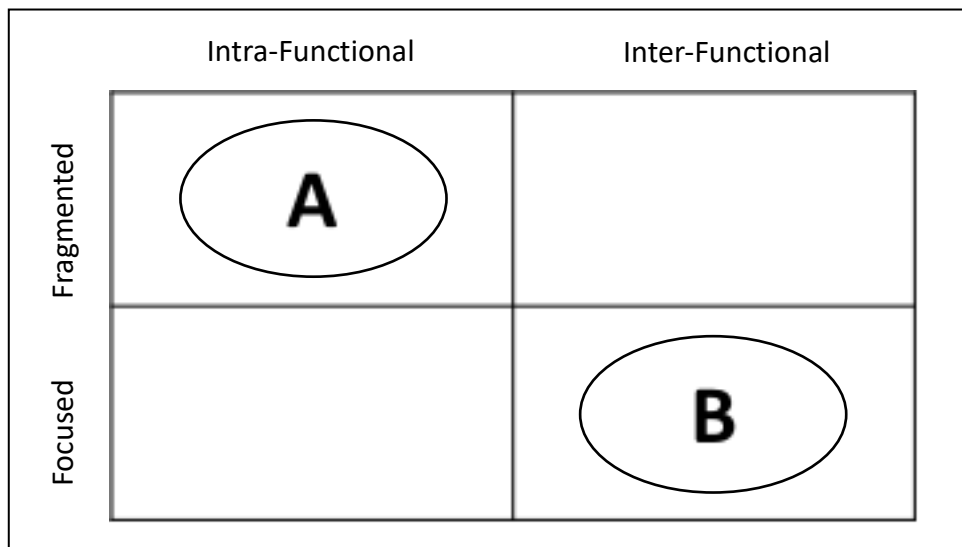 Intra-Functional
Inter-Functional
Fragmented
A
Focused
B